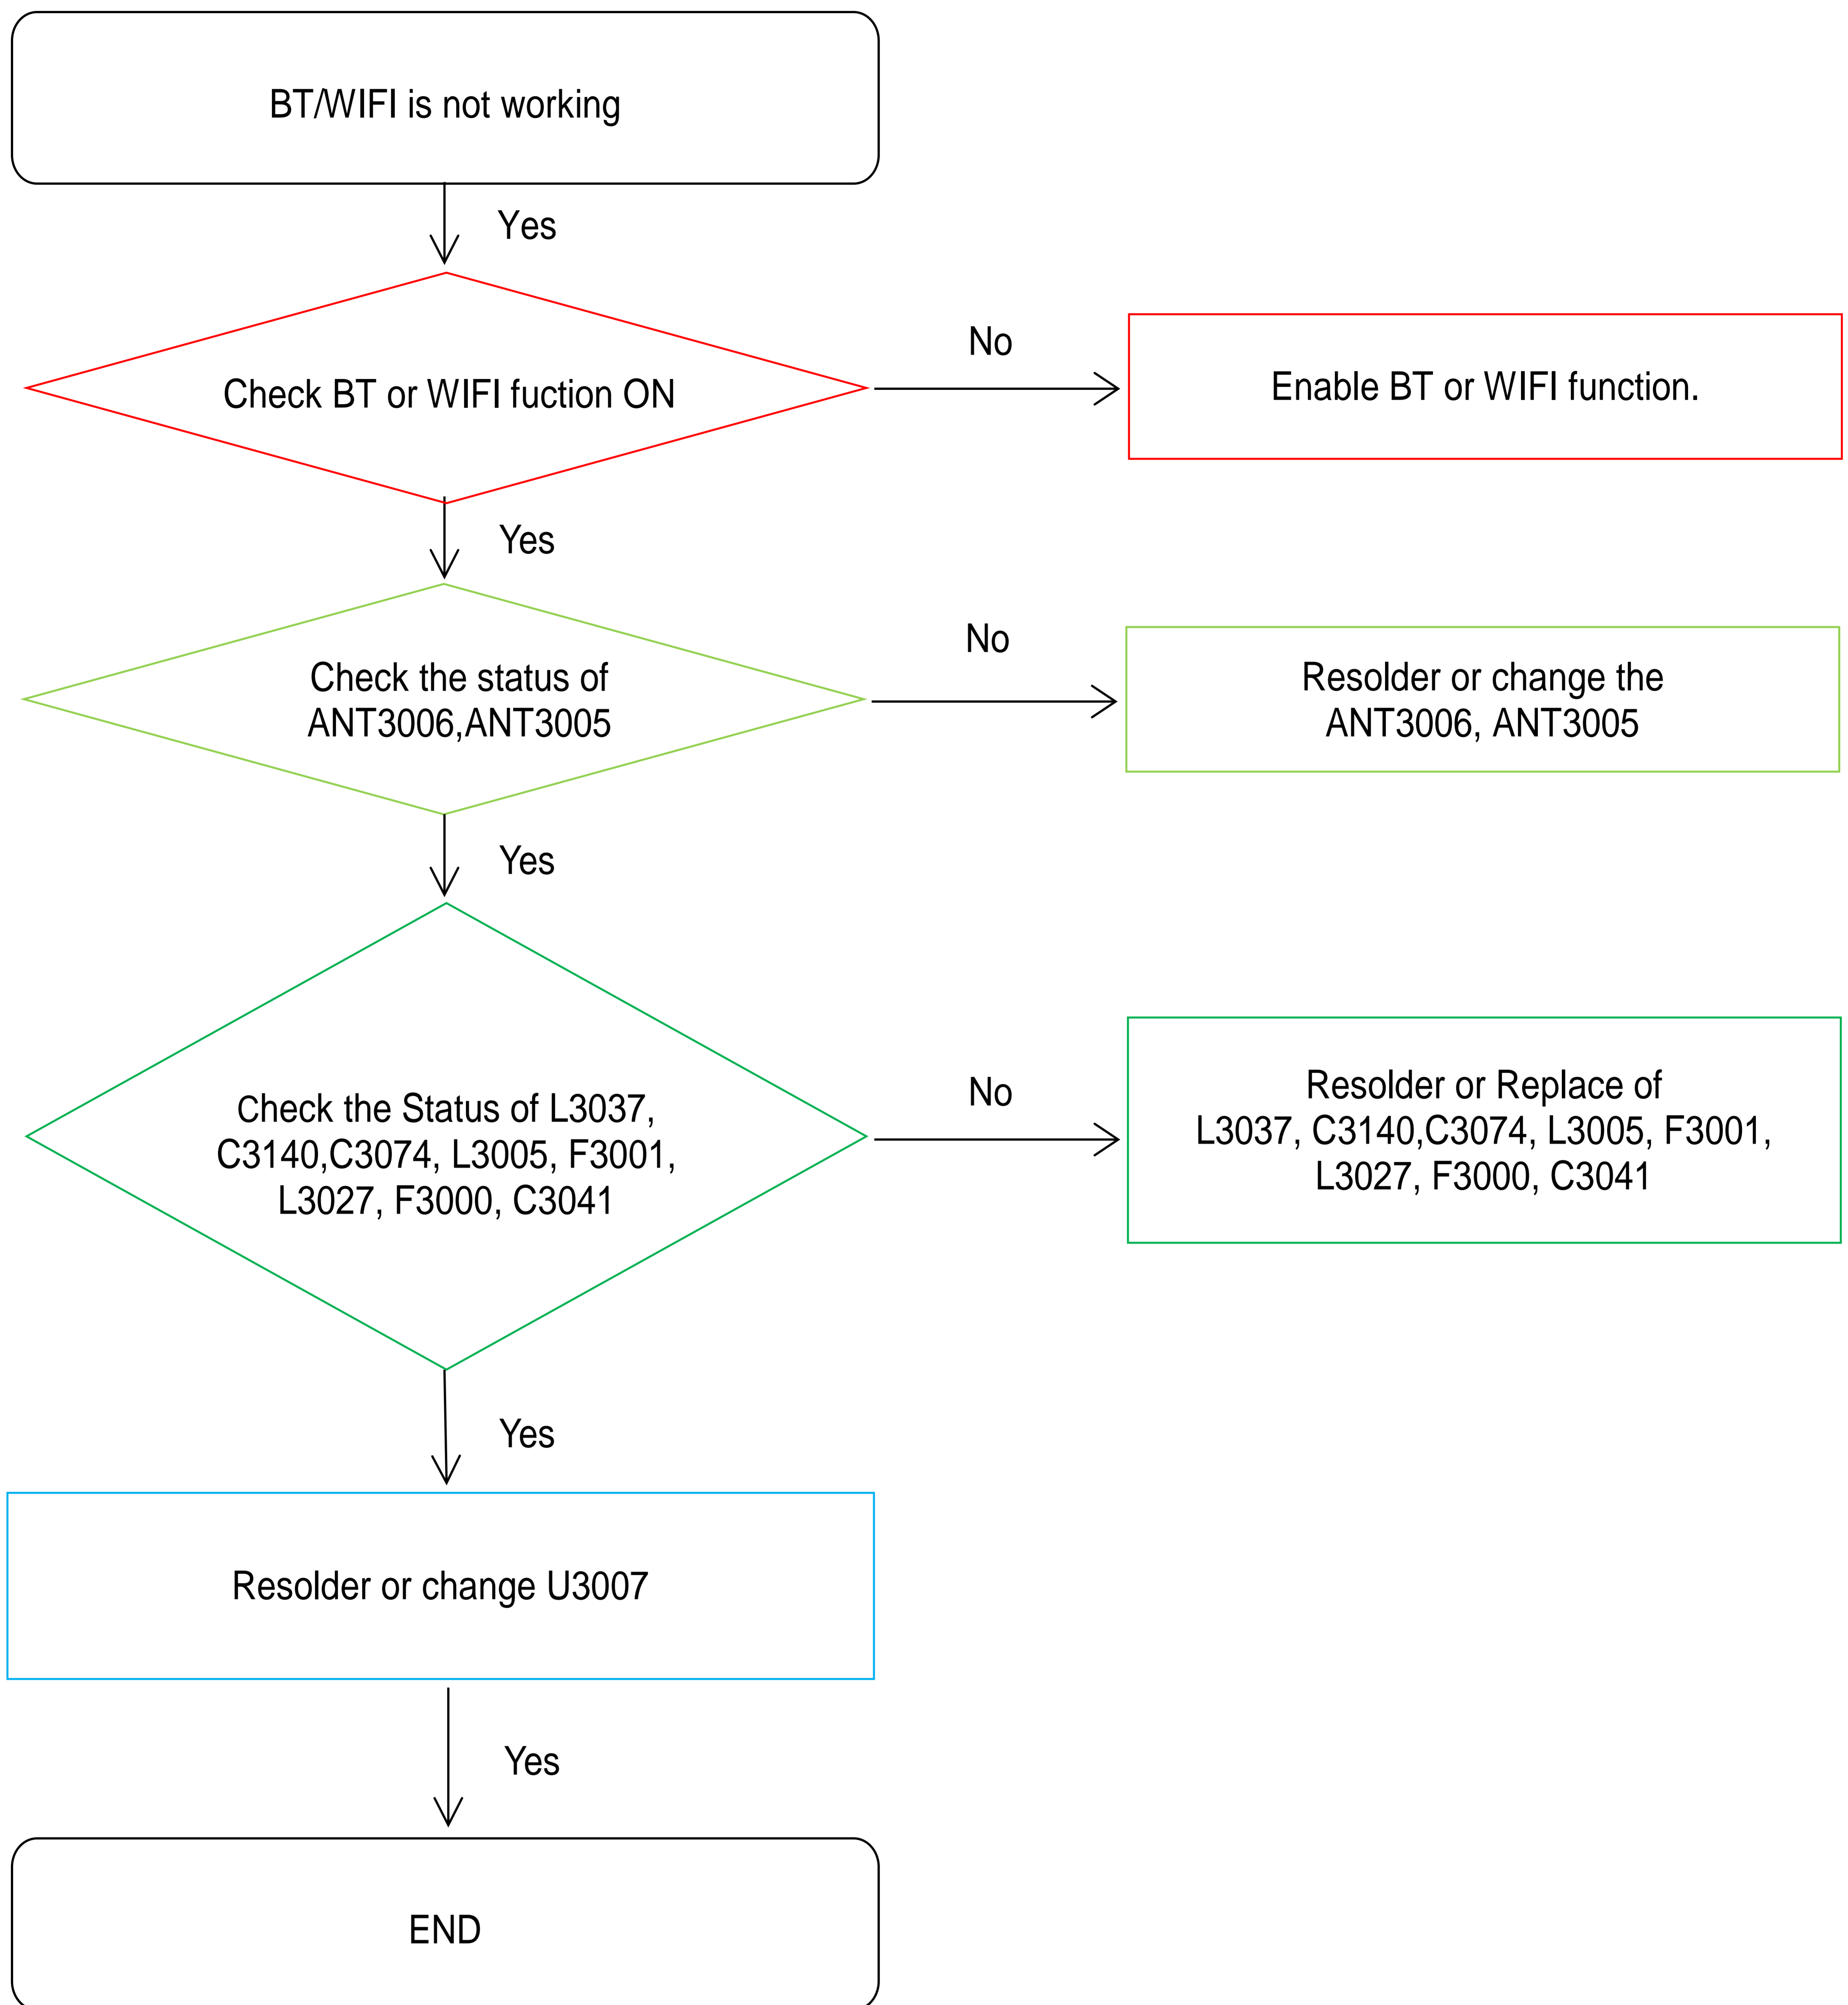 BT/WIFI is not working
Yes
Check BT or WIFI fuction ON
No
Enable BT or WIFI function.
Yes
Check the status of
ANT3006,ANT3005
No
Resolder or change the
ANT3006, ANT3005
Yes
Check the Status of L3037,
C3140,C3074, L3005, F3001,
L3027, F3000, C3041
No
Resolder or Replace of
L3037, C3140,C3074, L3005, F3001,
L3027, F3000, C3041
Yes
Resolder or change U3007
Yes
END